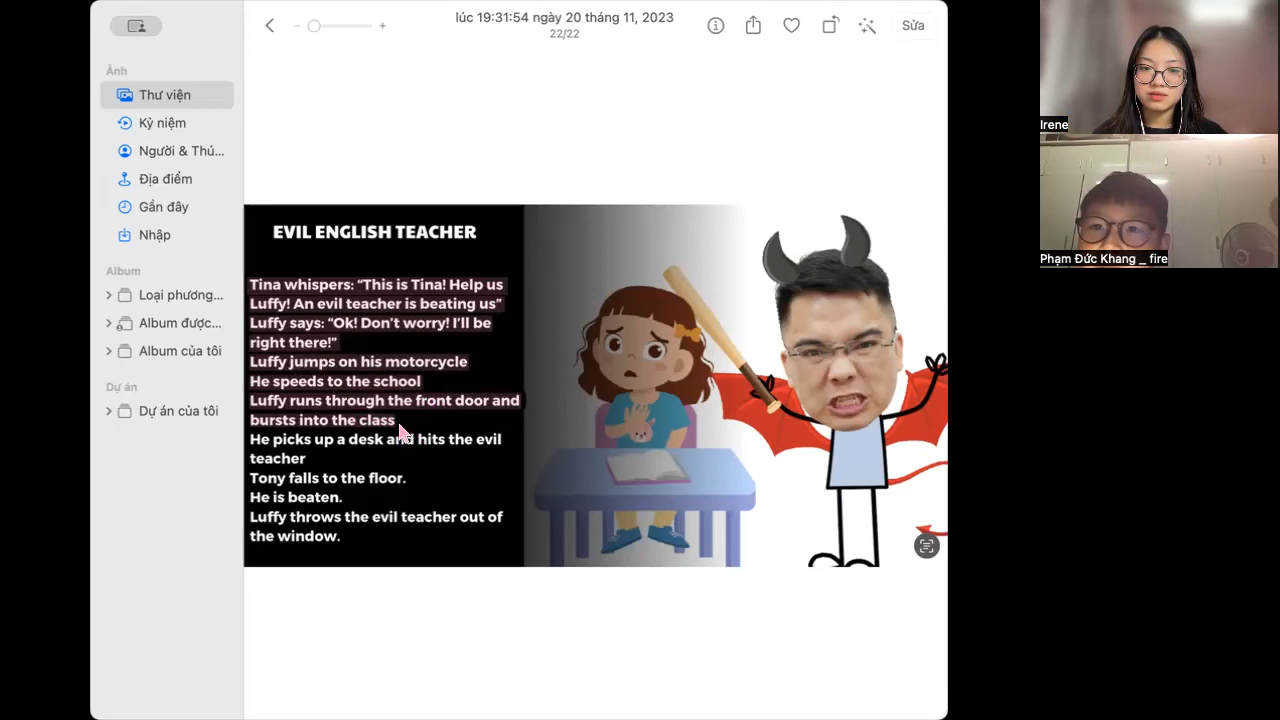 lúc 19:31:54 ngày 20 tháng 11, 2023
22/22
Sửa
Ảnh
Thư viện
Kỷ niệm
Người & Thú...
Địa điểm
Gần đây
Nhập
Album
Loại phương...
Album được...
Album của tôi
Dự án
Dự án của tôi
EVIL ENGLISH TEACHER
Tina whispers: “This is Tina! Help us
Luffy! An evil teacher is beating us”
Luffy says: “Ok! Don’t worry! I’ll be
right there!”
Luffy jumps on his motorcycle
He speeds to the school
Luffy runs through the front door and
bursts into the class
He picks up a desk and hits the evil
teacher
Tony falls to the floor.
He is beaten.
Luffy throws the evil teacher out of
the window.
Irene
Phạm Đức Khang _ fire